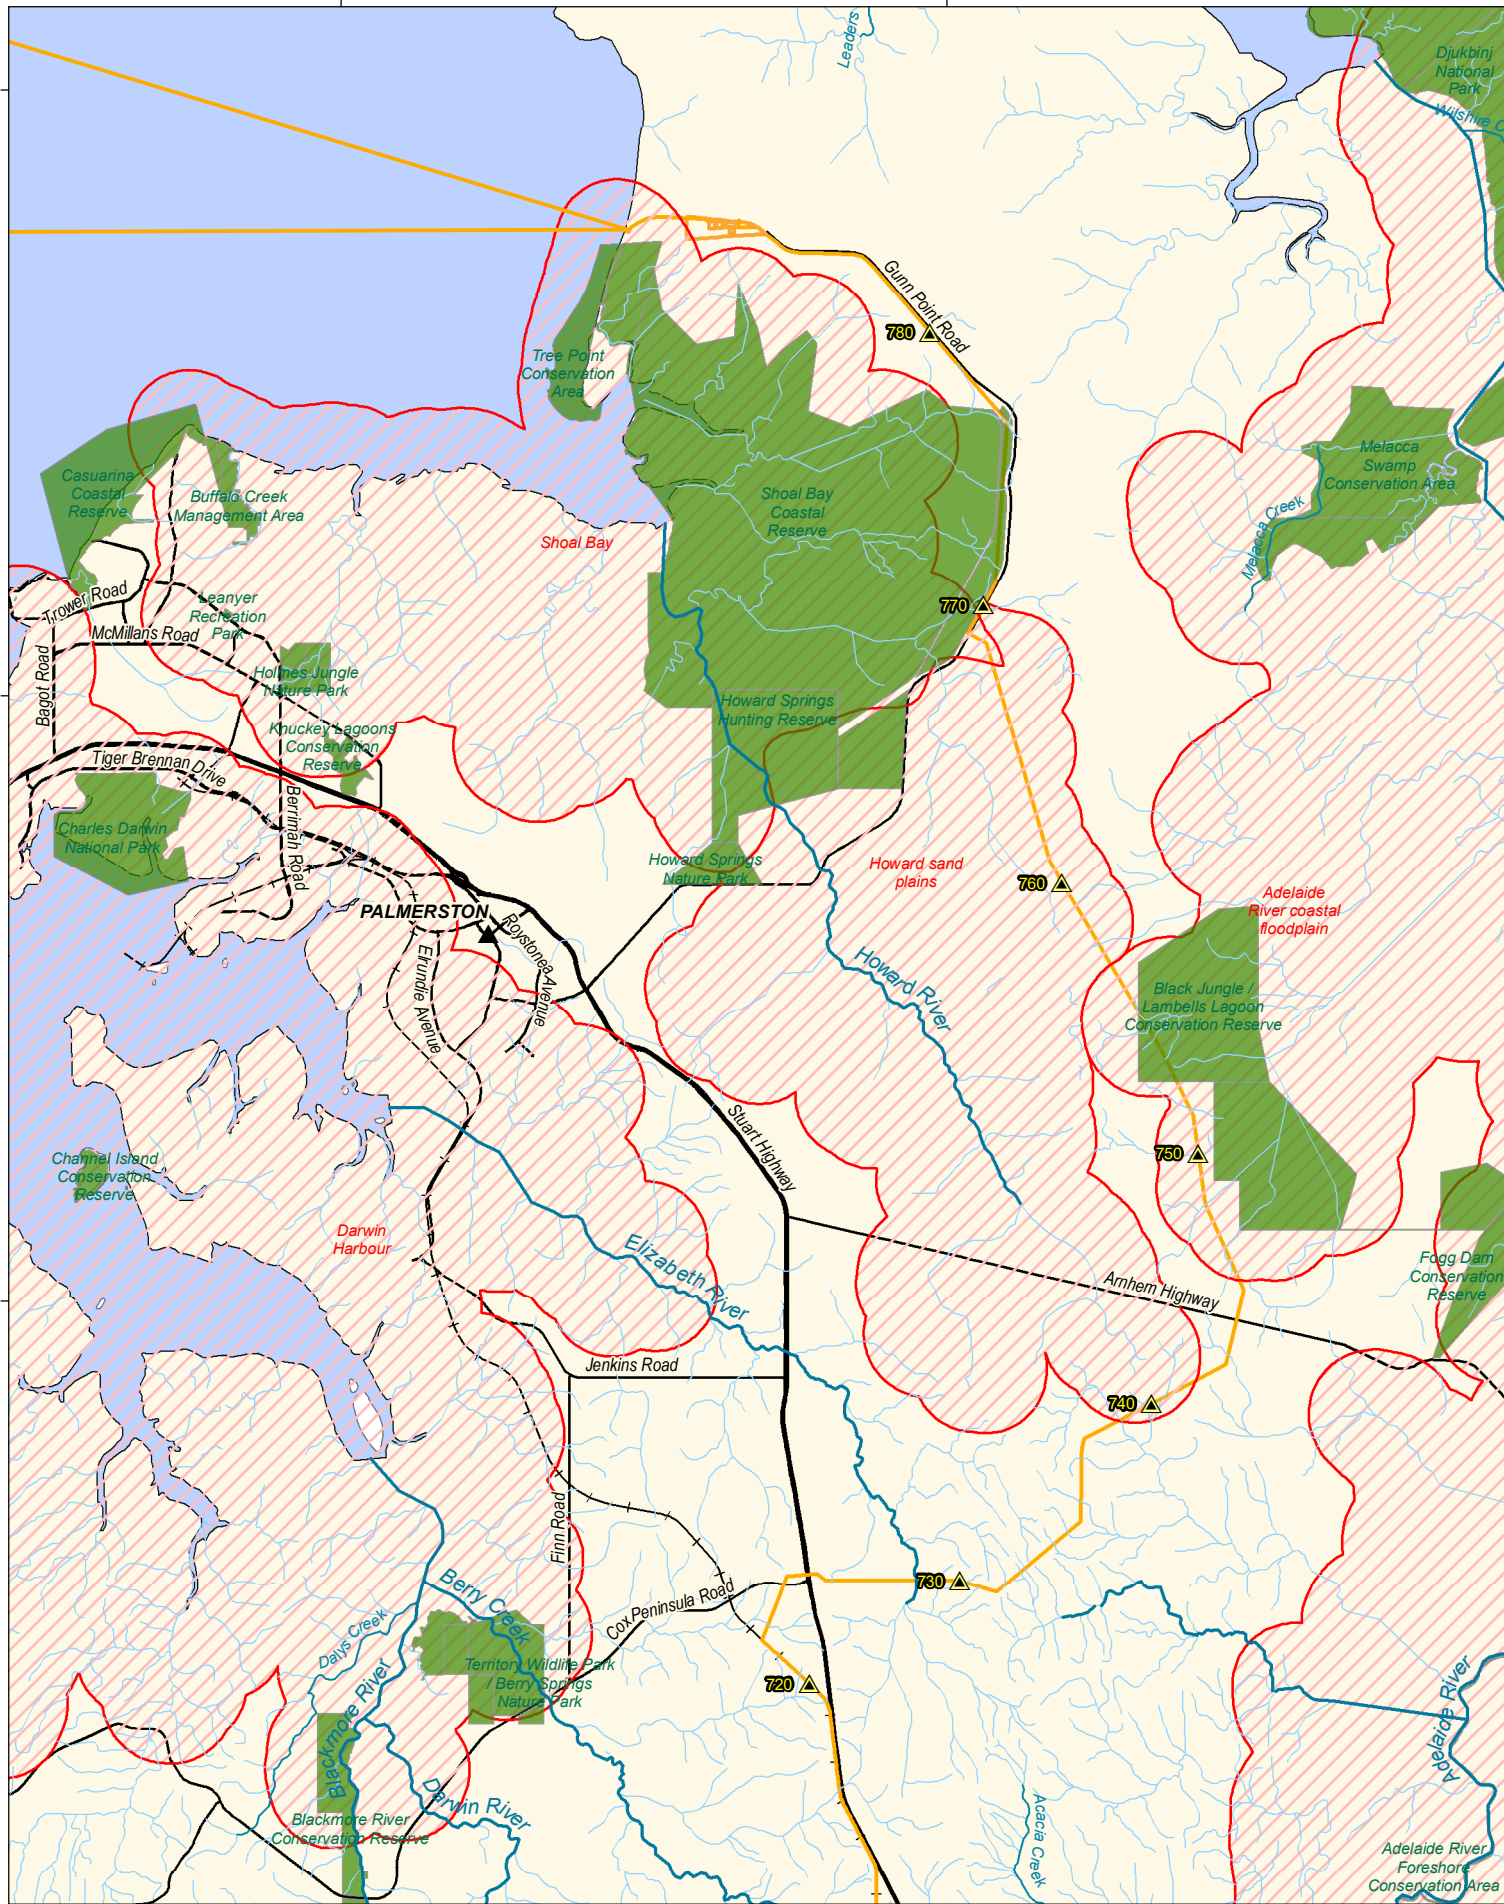 Leaders
Djukbinj
National
Park
Wilshire C
Gunn Point Road
780
Tree Point
Conservation
Area
Casuarina
Coastal
Reserve
Buffalo Creek
Management Area
Shoal Bay
Coastal
Reserve
Melacca
Swamp
Conservation Area
Melacca Creek
Shoal Bay
Trower Road
Leanyer
Recreation
Park
770
McMillans Road
Bagot Road
Holmes Jungle
Nature Park
Howard Springs
Hunting Reserve
Knuckey Lagoons
Conservation
Reserve
Tiger Brennan Drive
Berrimah Road
Charles Darwin
National Park
Howard Springs
Nature Park
Howard sand
plains
760
Adelaide
River coastal
floodplain
PALMERSTON
Roystonea Avenue
Elrundie Avenue
Howard River
Black Jungle /
Lambells Lagoon
Conservation Reserve
Stuart Highway
750
Channel Island
Conservation
Reserve
Darwin
Harbour
Elizabeth River
Arnhem Highway
Fogg Dam
Conservation
Reserve
Jenkins Road
740
Finn Road
Berry Creek
730
Cox Peninsula Road
Dalys Creek
Territory Wildlife Park
/ Berry Springs
Nature Park
720
Blackmore River
Adelaide River
Darwin River
Acacia Creek
Blackmore River
Conservation Reserve
Adelaide River
Foreshore
Conservation Area